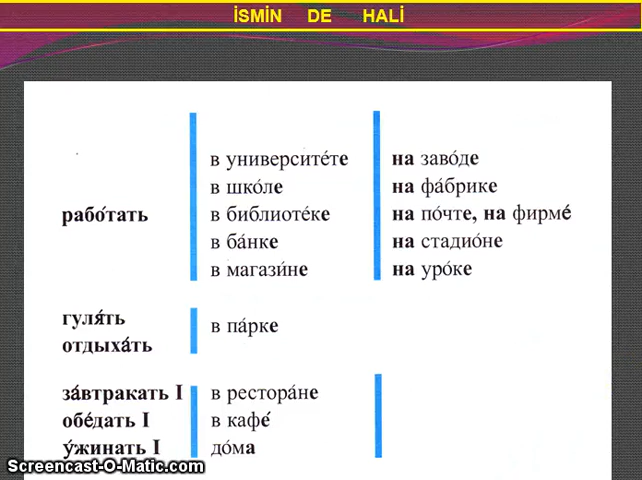 İSMİN DE HALİ
в университе́те на заво́де
в шко́ле на фа́брике
рабо́тать в библиоте́ке на по́чте, на фирме́
в ба́нке на стадио́не
в магази́не на уро́ке
гуля́ть
в па́рке
отдыха́ть
за́втракать I в рестора́не
обе́дать I в кафе́
у́жинать I до́ма
Screencast-O-Matic.com